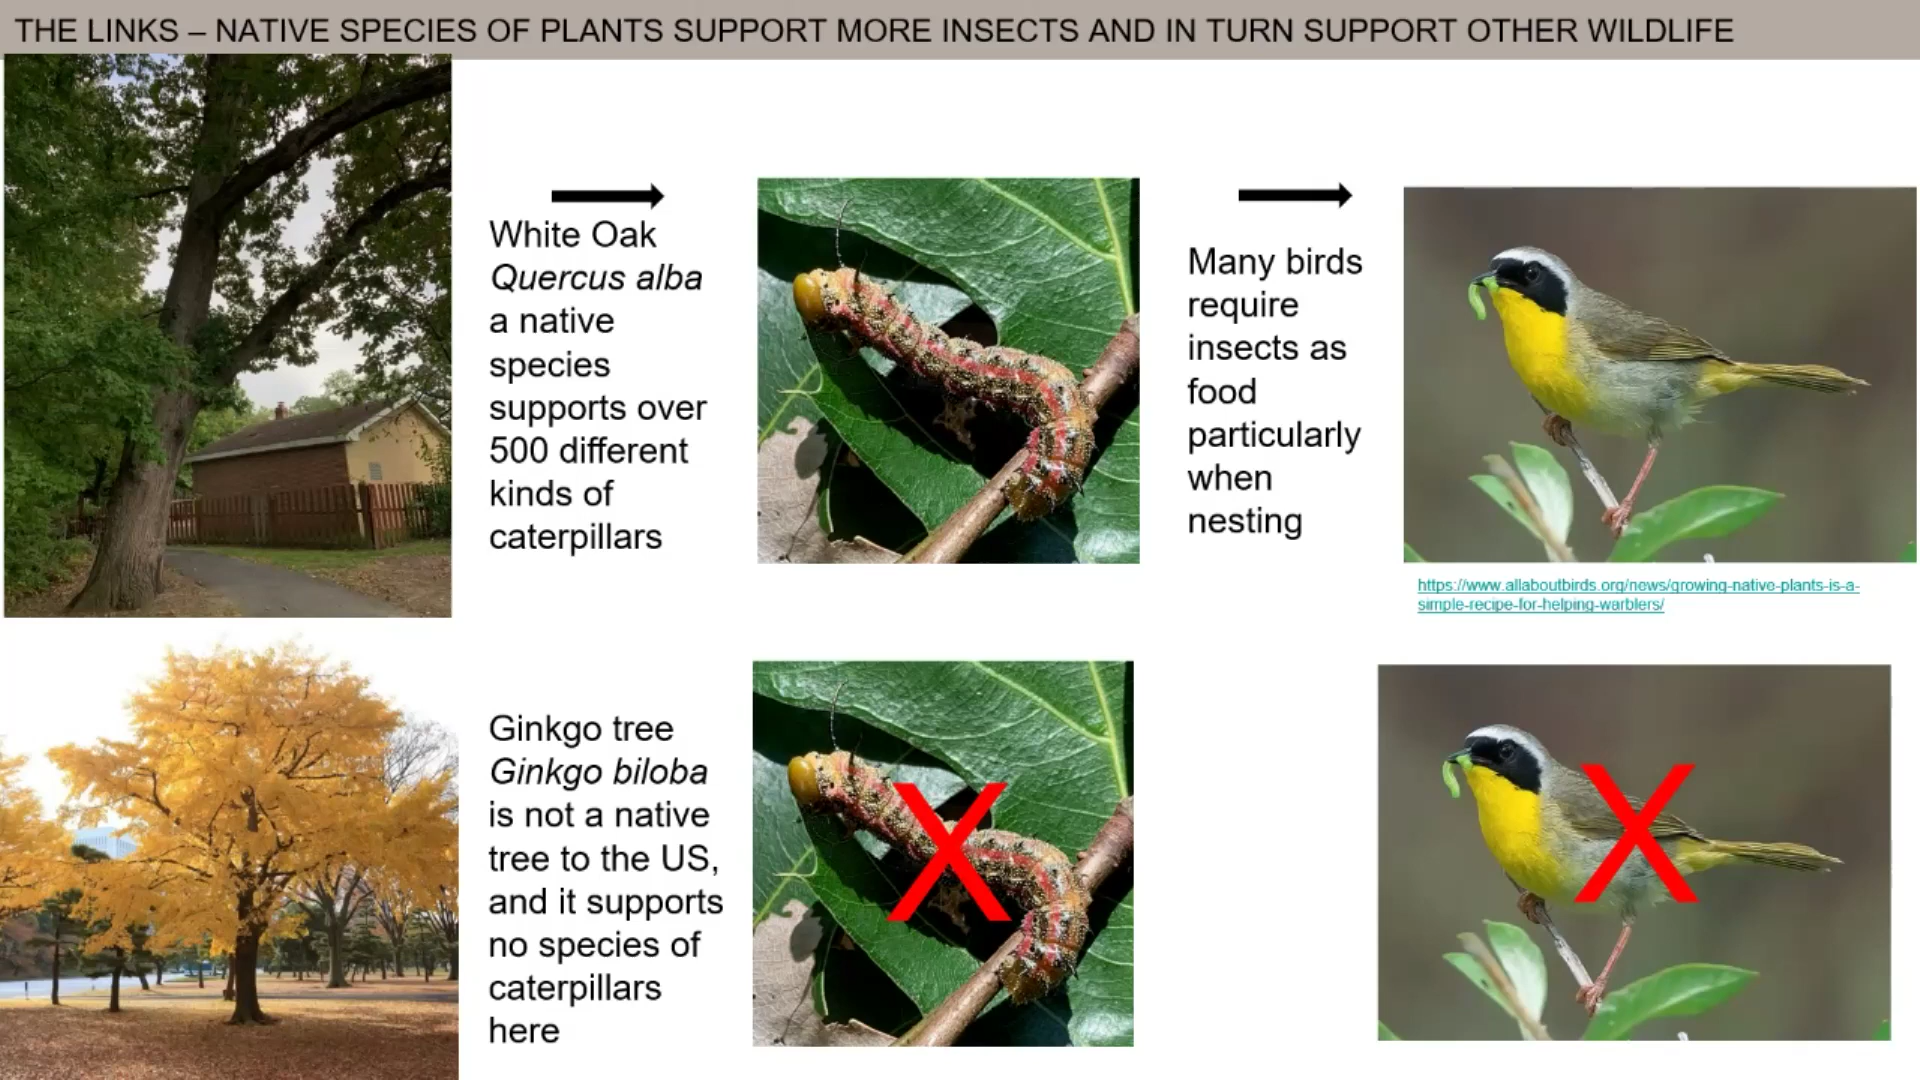 THE LINKS – NATIVE SPECIES OF PLANTS SUPPORT MORE INSECTS AND IN TURN SUPPORT OTHER WILDLIFE
White Oak
Quercus alba
a native
species
supports over
500 different
kinds of
caterpillars
Many birds
require
insects as
food
particularly
when
nesting
https://www.allaboutbirds.org/news/growing-native-plants-is-a-
simple-recipe-for-helping-warblers/
Ginkgo tree
Ginkgo biloba
is not a native
tree to the US,
and it supports
no species of
caterpillars
here
X
X